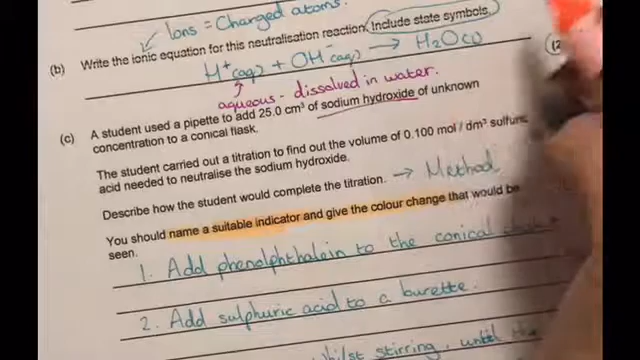 Ions = Charged atoms.
(b) Write the ionic equation for this neutralisation reaction. Include state symbols.
H+(aq) + OH-(aq) → H2O(l)
aqueous - dissolved in water.
(c) A student used a pipette to add 25.0 cm³ of sodium hydroxide of unknown
concentration to a conical flask.
The student carried out a titration to find out the volume of 0.100 mol / dm³
acid needed to neutralise the sodium hydroxide.
Describe how the student would complete the titration. → Method
You should name a suitable indicator and give the colour change that would be
seen.
1. Add phenolphthalein to the conical
2. Add sulphuric acid to a burette.
whilst stirring, until the